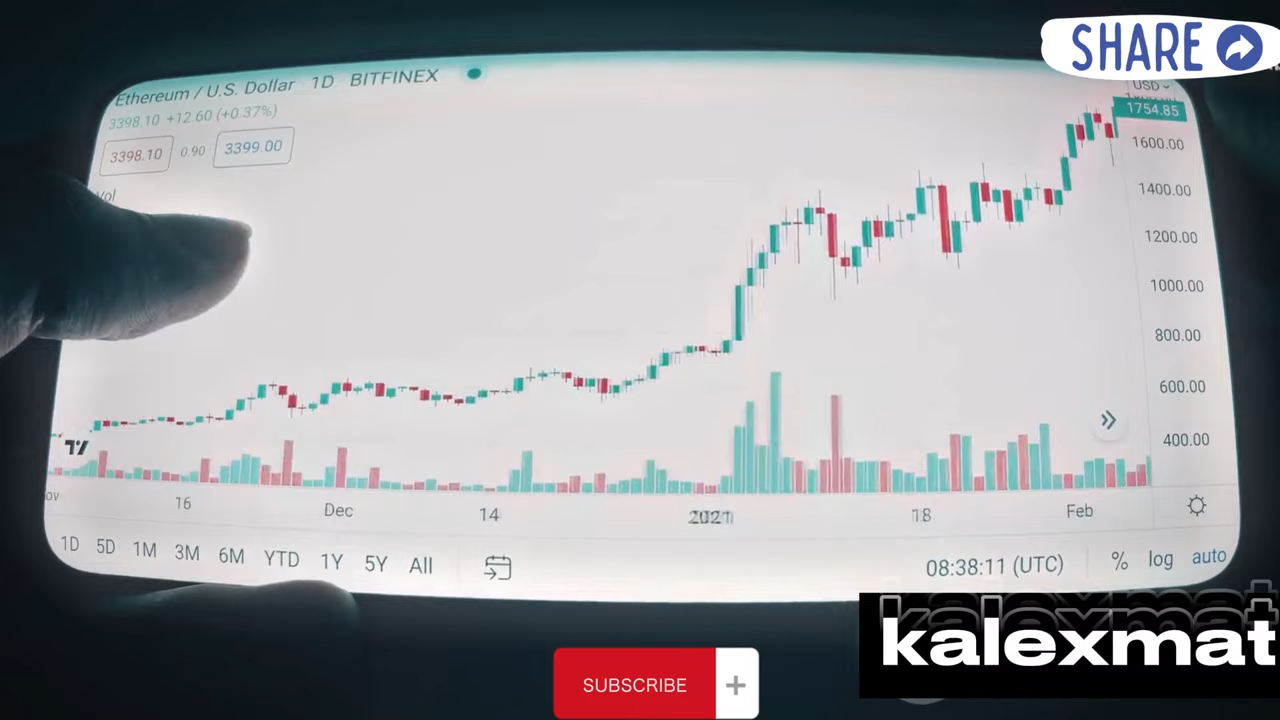 SHARE
Ethereum / U.S. Dollar · 1D · BITFINEX
3398.10 +12.60 (+0.37%)
3398.10 0.90 3399.00
Vol
USD
1754.85
1600.00
1400.00
1200.00
1000.00
800.00
600.00
400.00
16 Dec 14 2021 18 Feb
1D 5D 1M 3M 6M YTD 1Y 5Y All
08:38:11 (UTC) % log auto
kalexmat
SUBSCRIBE +